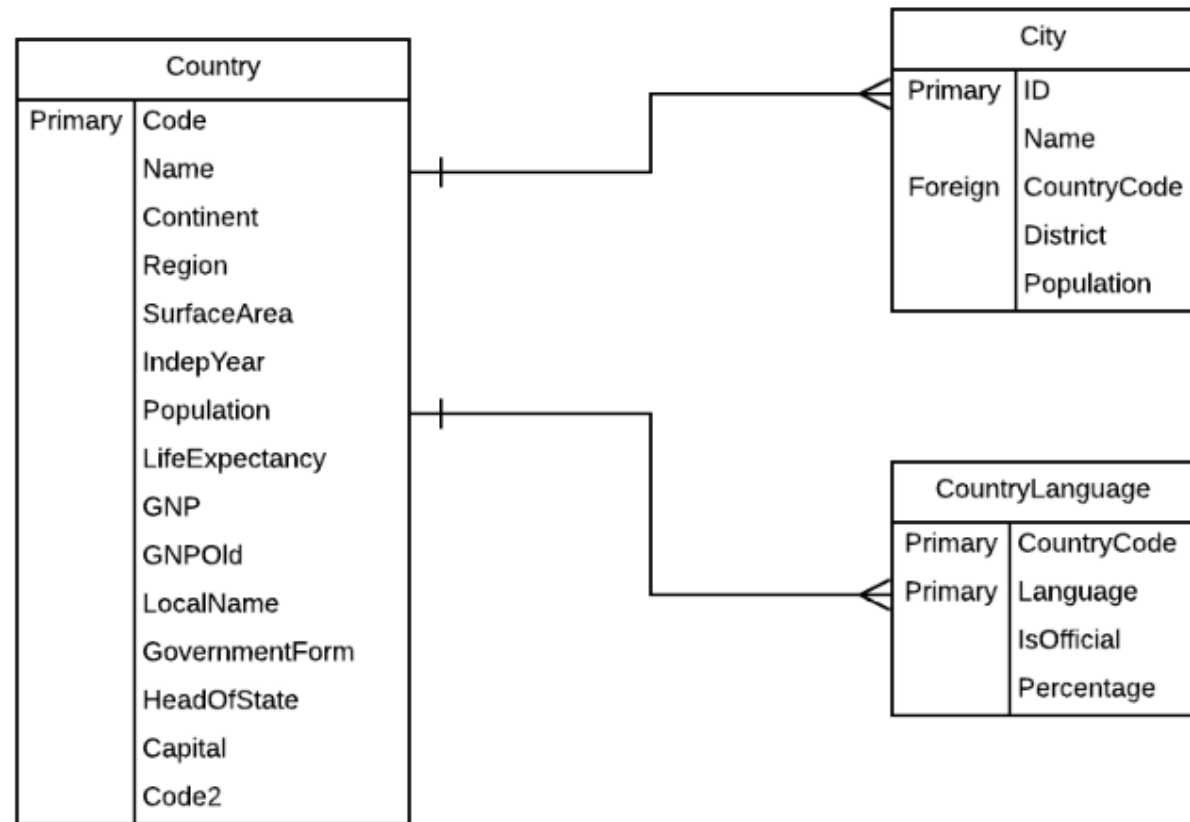 Country
Primary Code
Name
Continent
Region
SurfaceArea
IndepYear
Population
LifeExpectancy
GNP
GNPOld
LocalName
GovernmentForm
HeadOfState
Capital
Code2
City
Primary ID
Name
Foreign CountryCode
District
Population
CountryLanguage
Primary CountryCode
Primary Language
IsOfficial
Percentage